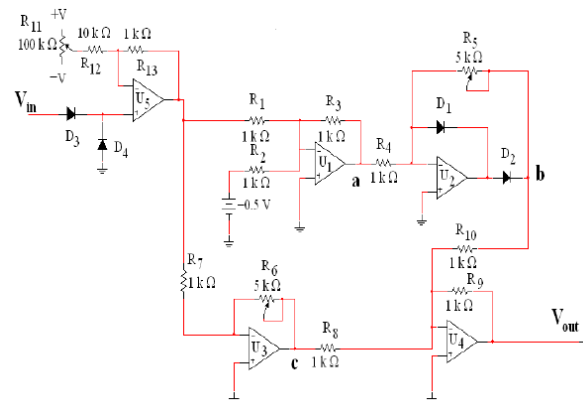 +V
R11
100 kΩ
−V
10 kΩ
R12
1 kΩ
R13
U5
Vin
D3
D4
R1
1 kΩ
R2
1 kΩ
−0.5 V
R3
1 kΩ
U1
a
R4
1 kΩ
R5
5 kΩ
D1
U2
D2
b
R10
1 kΩ
R7
1 kΩ
R6
5 kΩ
U3
c
R8
1 kΩ
R9
1 kΩ
U4
Vout